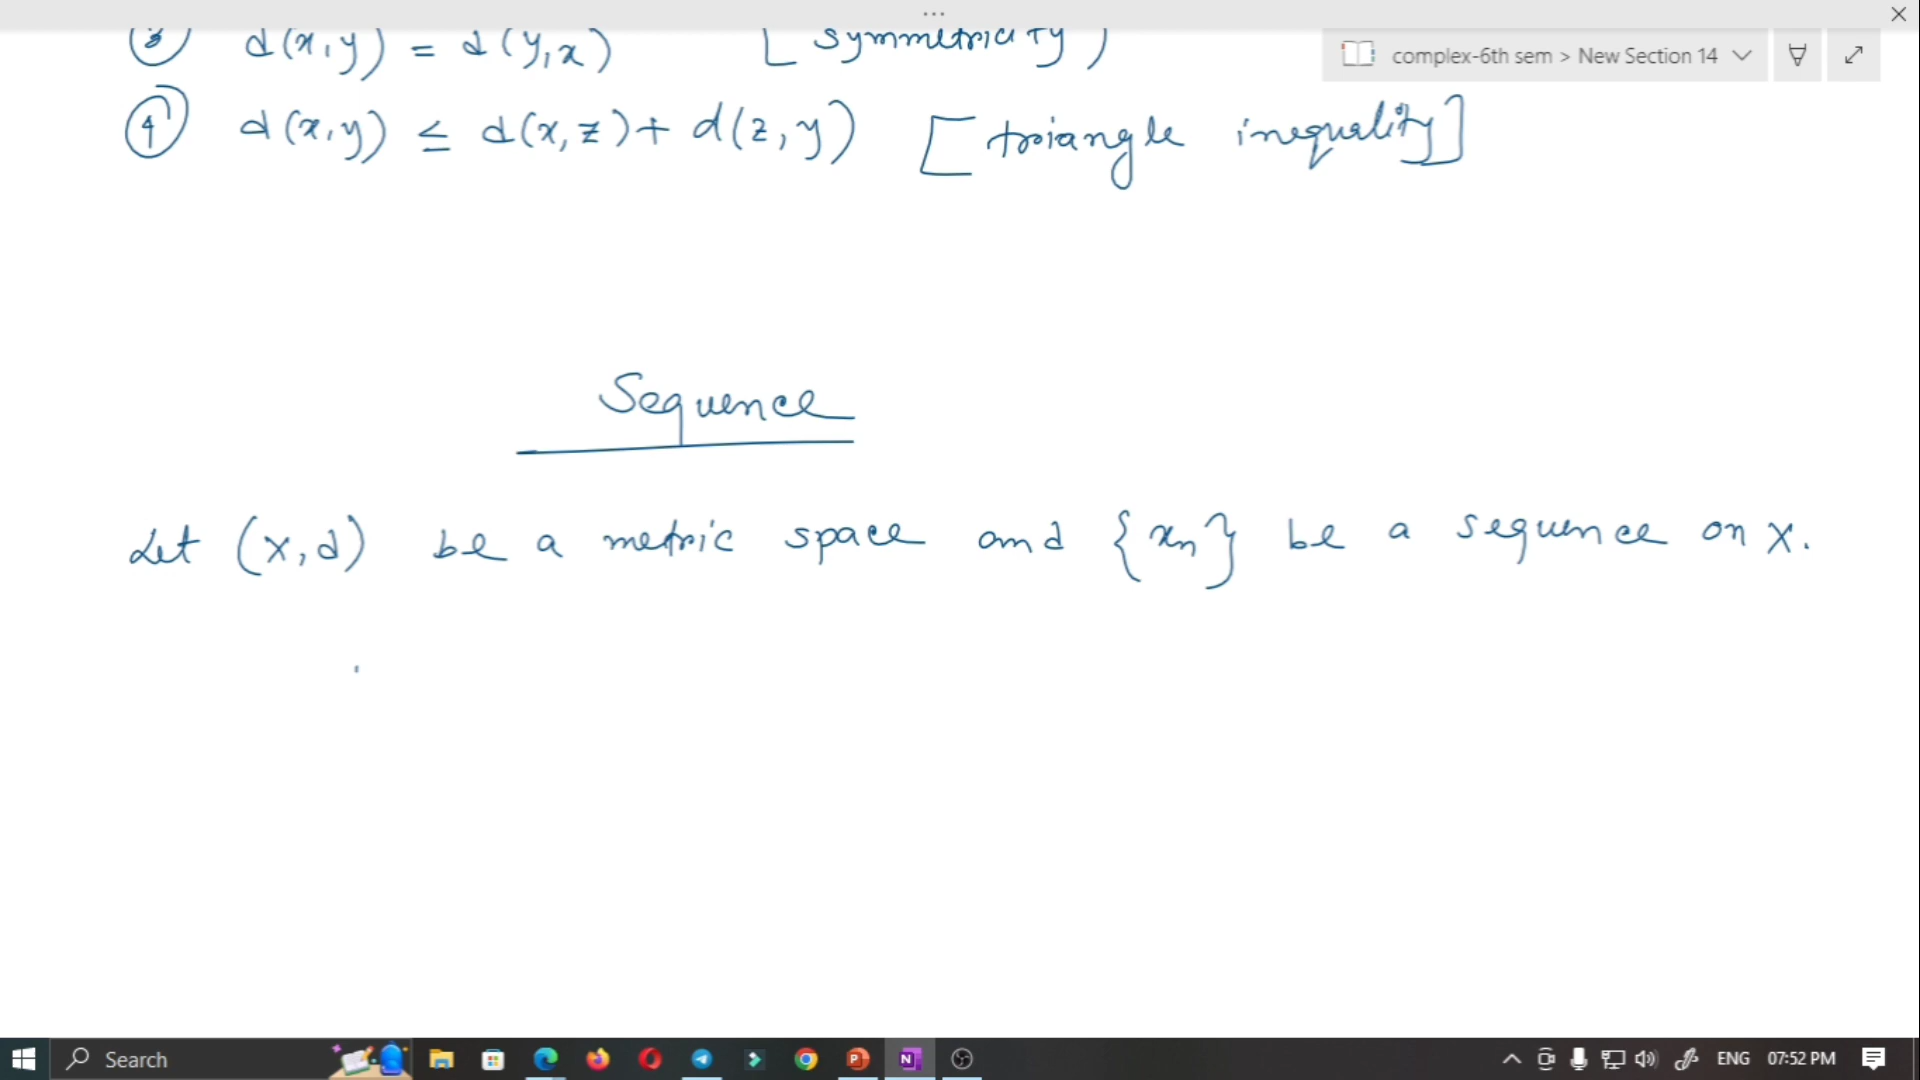 ...
③ d(x,y) = d(y,x) [symmetricity)
complex-6th sem > New Section 14
④ d(x,y) ≤ d(x,z)+ d(z,y) [triangle inequality]
Sequence
Let (X,d) be a metric space and {xn} be a sequence on X.
Search
ENG 07:52 PM